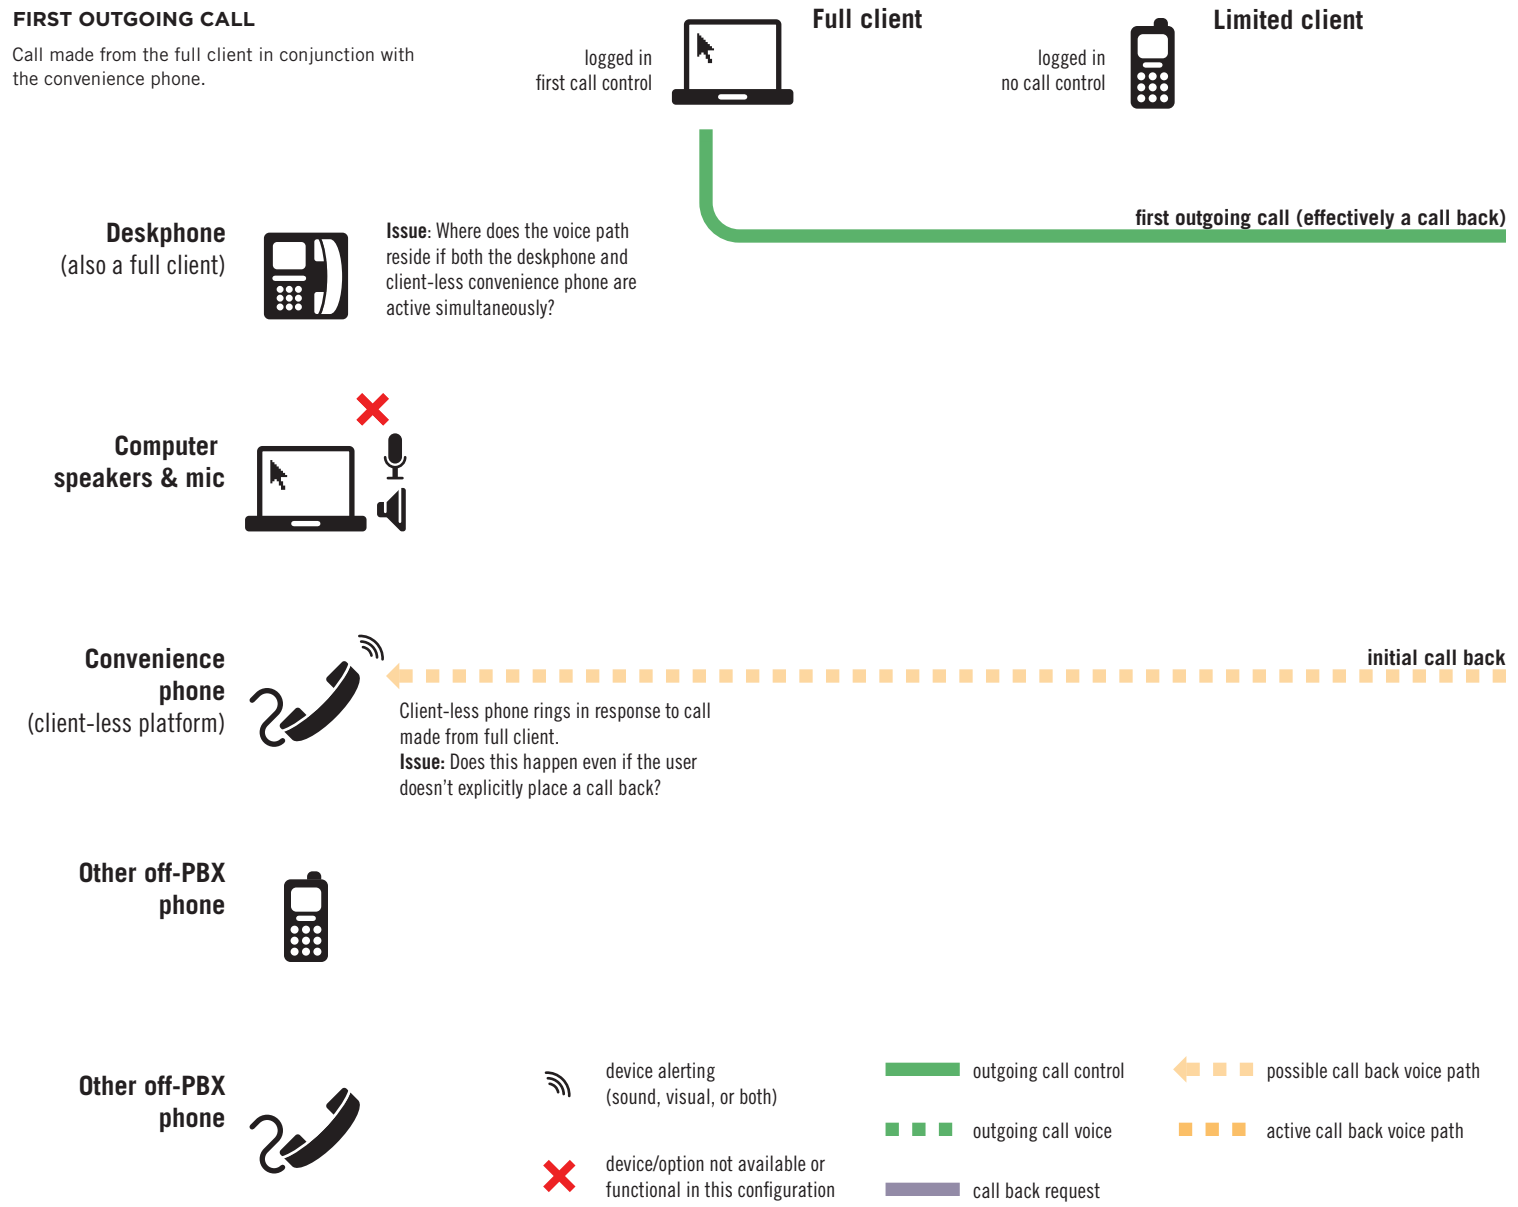 FIRST OUTGOING CALL
Call made from the full client in conjunction with
the convenience phone.
Full client
logged in
first call control
Limited client
logged in
no call control
first outgoing call (effectively a call back)
Deskphone
(also a full client)
Issue: Where does the voice path
reside if both the deskphone and
client-less convenience phone are
active simultaneously?
Computer
speakers & mic
Convenience
phone
(client-less platform)
initial call back
Client-less phone rings in response to call
made from full client.
Issue: Does this happen even if the user
doesn't explicitly place a call back?
Other off-PBX
phone
Other off-PBX
phone
device alerting
(sound, visual, or both)
device/option not available or
functional in this configuration
outgoing call control
outgoing call voice
call back request
possible call back voice path
active call back voice path